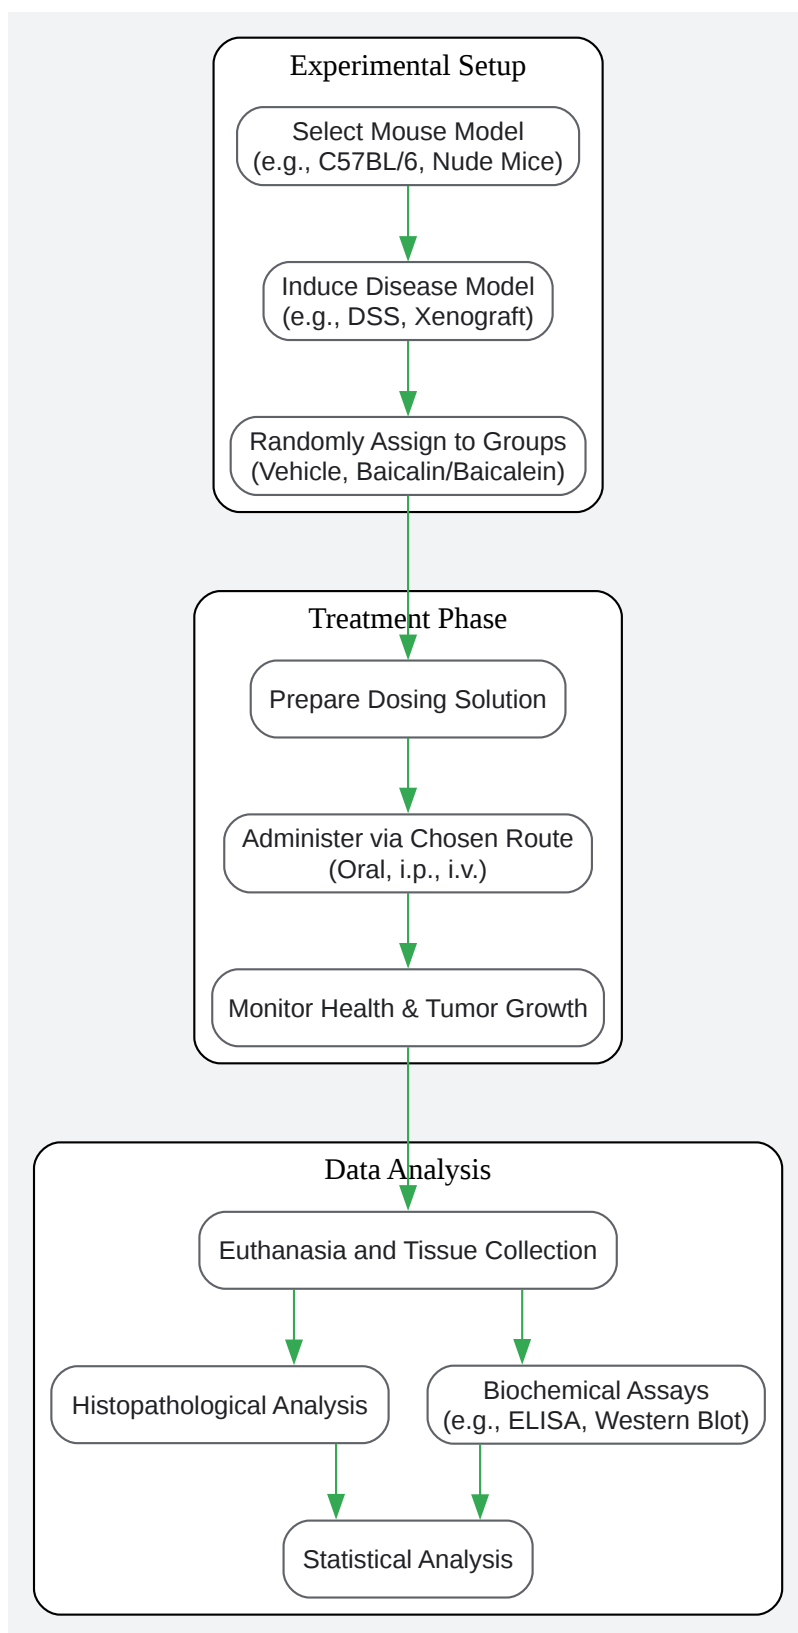 Experimental Setup
Select Mouse Model
(e.g., C57BL/6, Nude Mice)
Induce Disease Model
(e.g., DSS, Xenograft)
Randomly Assign to Groups
(Vehicle, Baicalin/Baicalein)
Treatment Phase
Prepare Dosing Solution
Administer via Chosen Route
(Oral, i.p., i.v.)
Monitor Health & Tumor Growth
Data Analysis
Euthanasia and Tissue Collection
Histopathological Analysis
Biochemical Assays
(e.g., ELISA, Western Blot)
Statistical Analysis